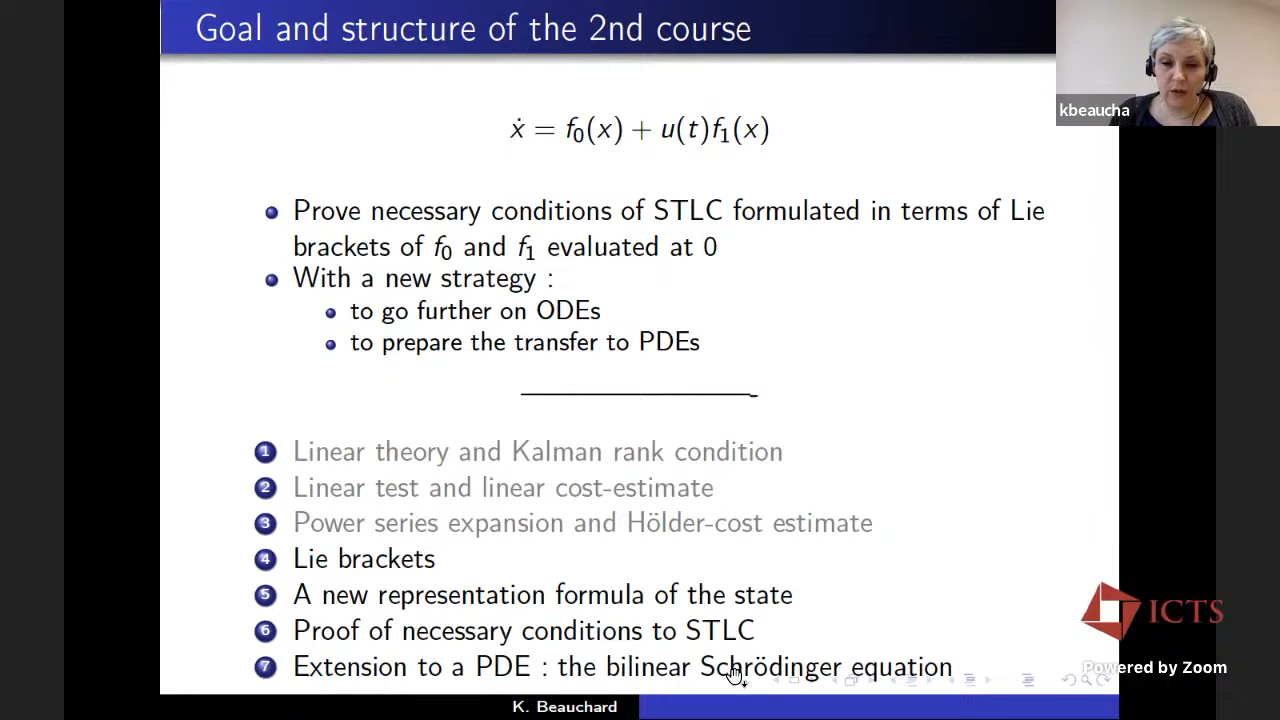 Goal and structure of the 2nd course
kbeaucha
ẋ = f₀(x) + u(t)f₁(x)
Prove necessary conditions of STLC formulated in terms of Lie
brackets of f₀ and f₁ evaluated at 0
With a new strategy :
to go further on ODEs
to prepare the transfer to PDEs
1 Linear theory and Kalman rank condition
2 Linear test and linear cost-estimate
3 Power series expansion and Hölder-cost estimate
4 Lie brackets
5 A new representation formula of the state
6 Proof of necessary conditions to STLC
7 Extension to a PDE : the bilinear Schrödinger equation
ICTS
Powered by Zoom
K. Beauchard